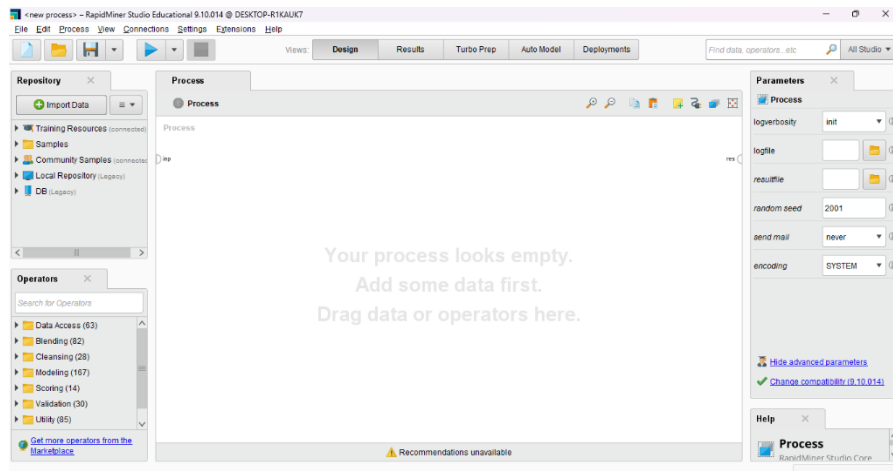 <new process> – RapidMiner Studio Educational 9.10.014 @ DESKTOP-R1KAUK7
File Edit Process View Connections Settings Extensions Help
Views: Design Results Turbo Prep Auto Model Deployments
Find data, operators...etc
All Studio
Repository
Import Data
Training Resources (connected)
Samples
Community Samples (connected
Local Repository (Legacy)
DB (Legacy)
Operators
Search for Operators
Data Access (63)
Blending (82)
Cleansing (28)
Modeling (167)
Scoring (14)
Validation (30)
Utility (85)
Get more operators from the
Marketplace
Process
Process
Process
inp
res
Your process looks empty.
Add some data first.
Drag data or operators here.
Recommendations unavailable
Parameters
Process
logverbosity init
logfile
resultfile
random seed 2001
send mail never
encoding SYSTEM
Hide advanced parameters
Change compatibility (9.10.014)
Help
Process
RapidMiner Studio Core